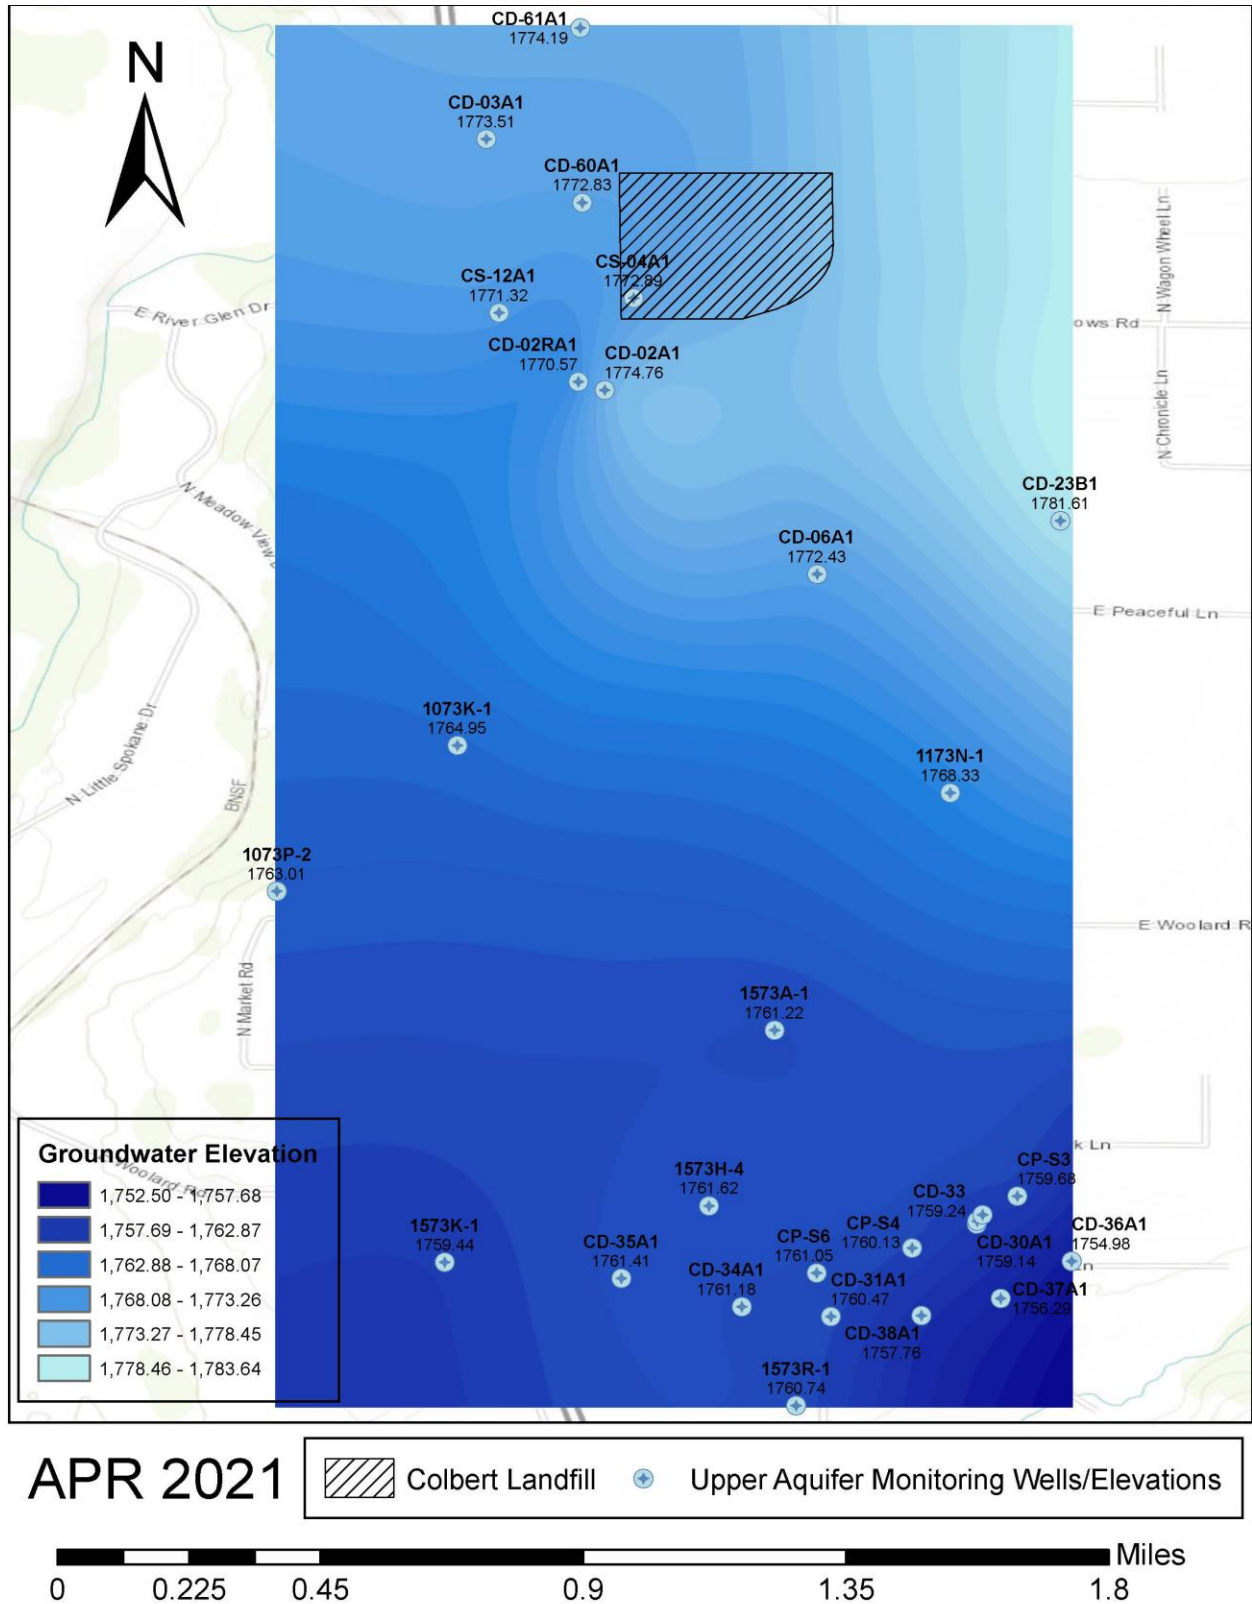 CD-61A1
1774.19
N
CD-03A1
1773.51
CD-60A1
1772.83
N Wagon Wheel Ln
CS-04A1
1772.89
CS-12A1
1771.32
E River Glen Dr
ows Rd
CD-02RA1
1770.57
CD-02A1
1774.76
N Chronicle Ln
N Meadow View
CD-23B1
1781.61
CD-06A1
1772.43
E Peaceful Ln
1073K-1
1764.95
N Little Spokane Dr
BNSF
1173N-1
1768.33
1073P-2
1763.01
E Woolard R
N Market Rd
1573A-1
1761.22
k Ln
Groundwater Elevation
Woolard Rd
1,752.50 - 1,757.68
1,757.69 - 1,762.87
1,762.88 - 1,768.07
1,768.08 - 1,773.26
1,773.27 - 1,778.45
1,778.46 - 1,783.64
1573H-4
1761.62
CP-S3
1759.68
CD-33
1759.24
1573K-1
1759.44
CD-35A1
1761.41
CP-S6
1761.05
CP-S4
1760.13
CD-36A1
1754.98
CD-30A1
1759.14
Ln
CD-34A1
1761.18
CD-31A1
1760.47
CD-37A1
1756.29
CD-38A1
1757.76
1573R-1
1760.74
APR 2021
Colbert Landfill
Upper Aquifer Monitoring Wells/Elevations
Miles
0 0.225 0.45 0.9 1.35 1.8